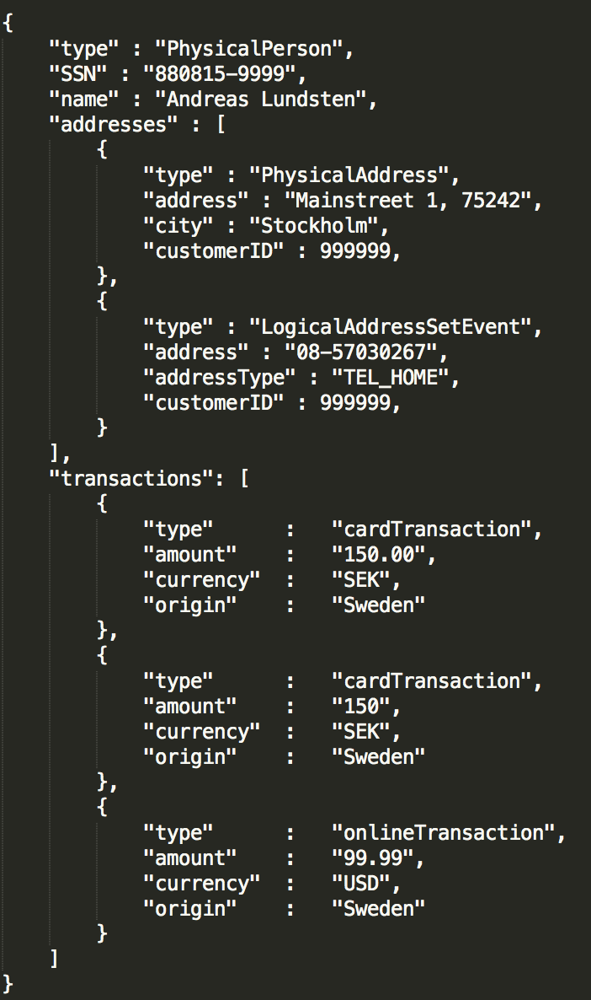 {
    "type" : "PhysicalPerson",
    "SSN" : "880815-9999",
    "name" : "Andreas Lundsten",
    "addresses" : [
        {
            "type" : "PhysicalAddress",
            "address" : "Mainstreet 1, 75242",
            "city" : "Stockholm",
            "customerID" : 999999,
        },
        {
            "type" : "LogicalAddressSetEvent",
            "address" : "08-57030267",
            "addressType" : "TEL_HOME",
            "customerID" : 999999,
        }
    ],
    "transactions": [
        {
            "type"      :   "cardTransaction",
            "amount"    :   "150.00",
            "currency"  :   "SEK",
            "origin"    :   "Sweden"
        },
        {
            "type"      :   "cardTransaction",
            "amount"    :   "150",
            "currency"  :   "SEK",
            "origin"    :   "Sweden"
        },
        {
            "type"      :   "onlineTransaction",
            "amount"    :   "99.99",
            "currency"  :   "USD",
            "origin"    :   "Sweden"
        }
    ]
}